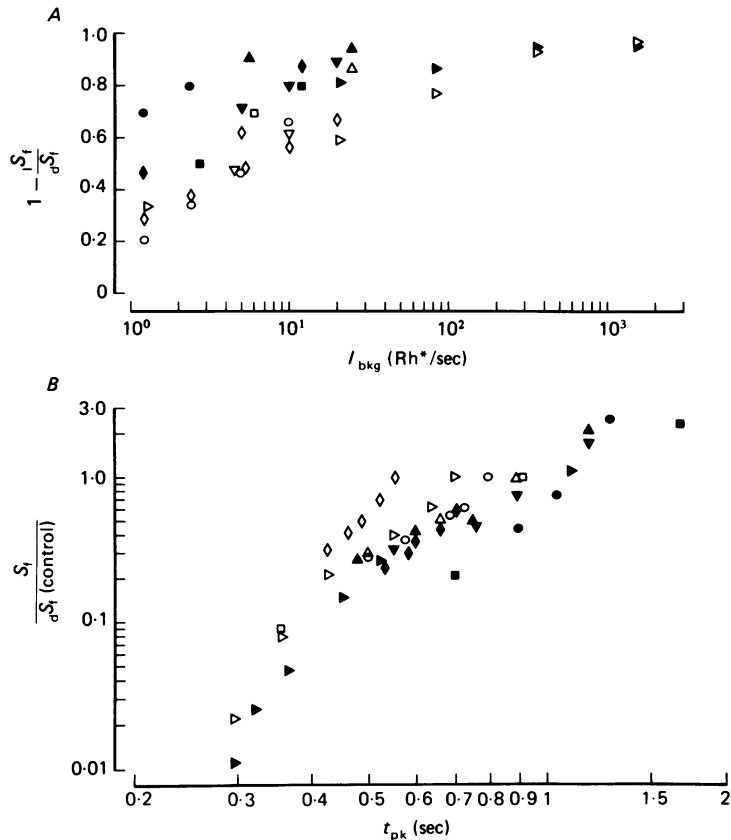 A
1·0
0·8
0·6
0·4
0·2
0
1 − lSf / dSf
10⁰ 10¹ 10² 10³
Ibkg (Rh*/sec)
B
3·0
1·0
0·1
0·01
Sf / dSf (control)
0·2 0·3 0·4 0·5 0·6 0·7 0·8 0·9 1 1·5 2
tpk (sec)